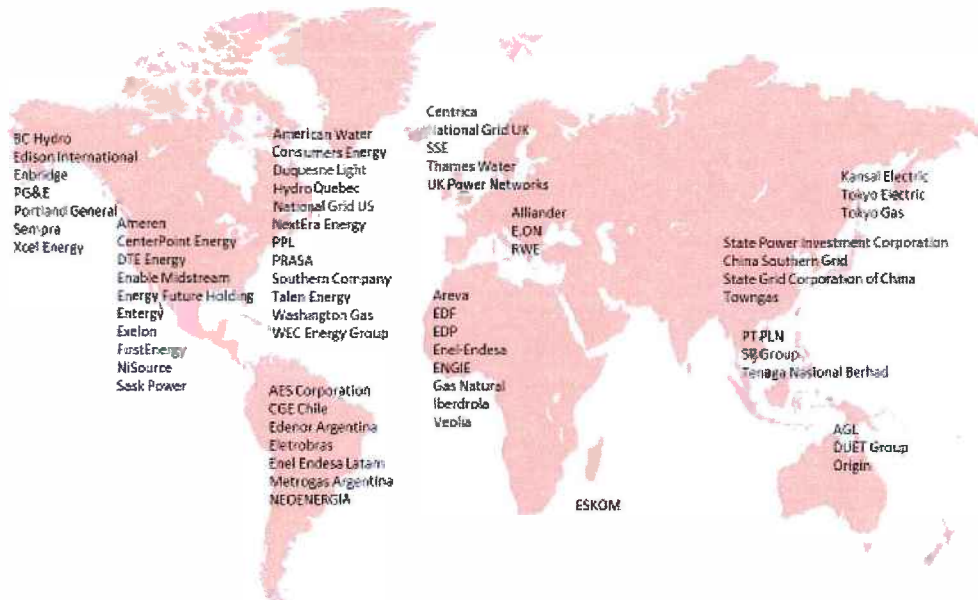 BC Hydro
Edison International
Enbridge
PG&E
Portland General
Sempra
Xcel Energy
Ameren
CenterPoint Energy
DTE Energy
Enable Midstream
Energy Future Holding
Entergy
Exelon
FirstEnergy
NiSource
Sask Power
American Water
Consumers Energy
Duquesne Light
Hydro Quebec
National Grid US
NextEra Energy
PPL
PRASA
Southern Company
Talen Energy
Washington Gas
WEC Energy Group
AES Corporation
CGE Chile
Edenor Argentina
Eletrobras
Enel Endesa Latam
Metrogas Argentina
NEOENERGIA
Centrica
National Grid UK
SSE
Thames Water
UK Power Networks
Alliander
E.ON
RWE
Areva
EDF
EDP
Enel-Endesa
ENGIE
Gas Natural
Iberdrola
Veolia
ESKOM
Kansai Electric
Tokyo Electric
Tokyo Gas
State Power Investment Corporation
China Southern Grid
State Grid Corporation of China
Towngas
PT PLN
SP Group
Tenaga Nasional Berhad
AGL
DUET Group
Origin